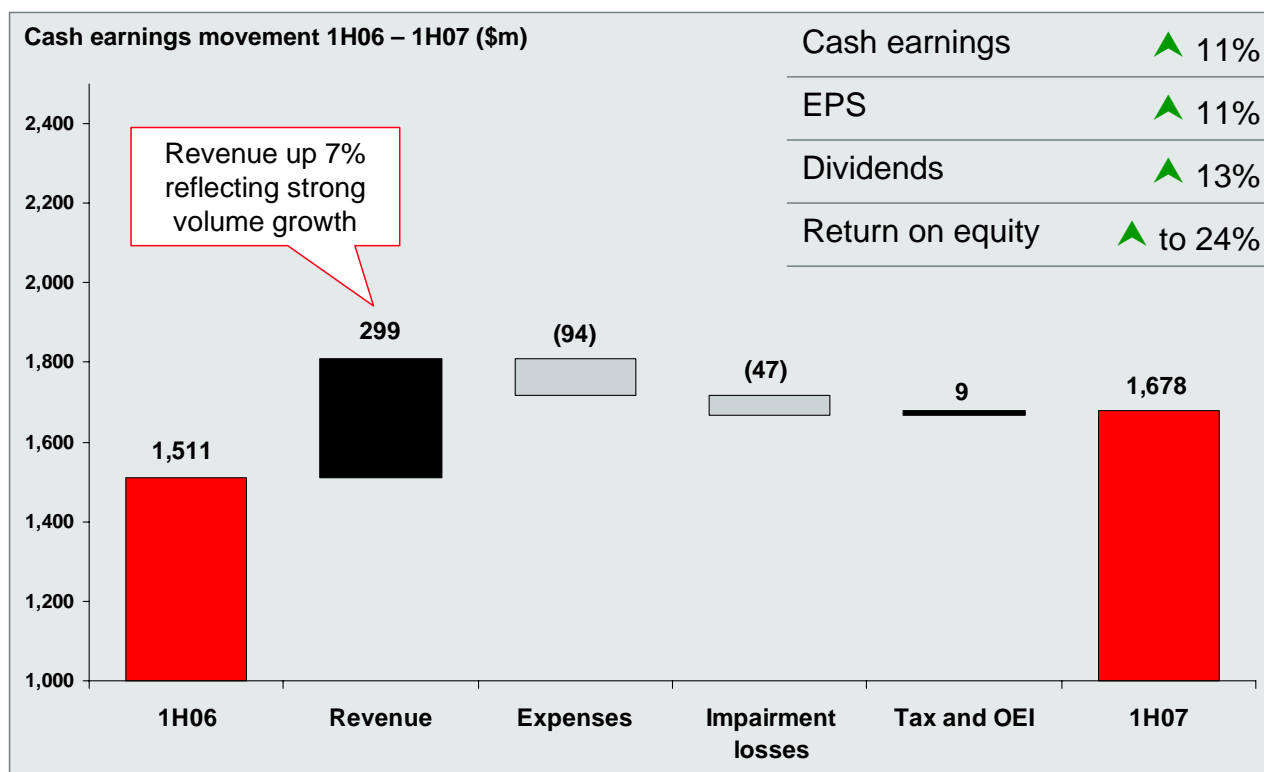 Cash earnings movement 1H06 – 1H07 ($m)
Cash earnings 11%
EPS 11%
Dividends 13%
Return on equity to 24%
Revenue up 7%
reflecting strong
volume growth
2,400
2,200
2,000
1,800
1,600
1,400
1,200
1,000
1,511
299
(94)
(47)
9
1,678
1H06
Revenue
Expenses
Impairment
losses
Tax and OEI
1H07